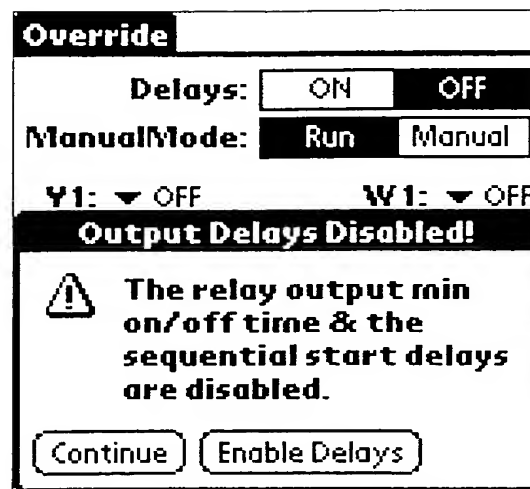 Override
Delays: ON OFF
ManualMode: Run Manual
Y1: OFF W1: OFF
Output Delays Disabled!
The relay output min
on/off time & the
sequential start delays
are disabled.
Continue Enable Delays